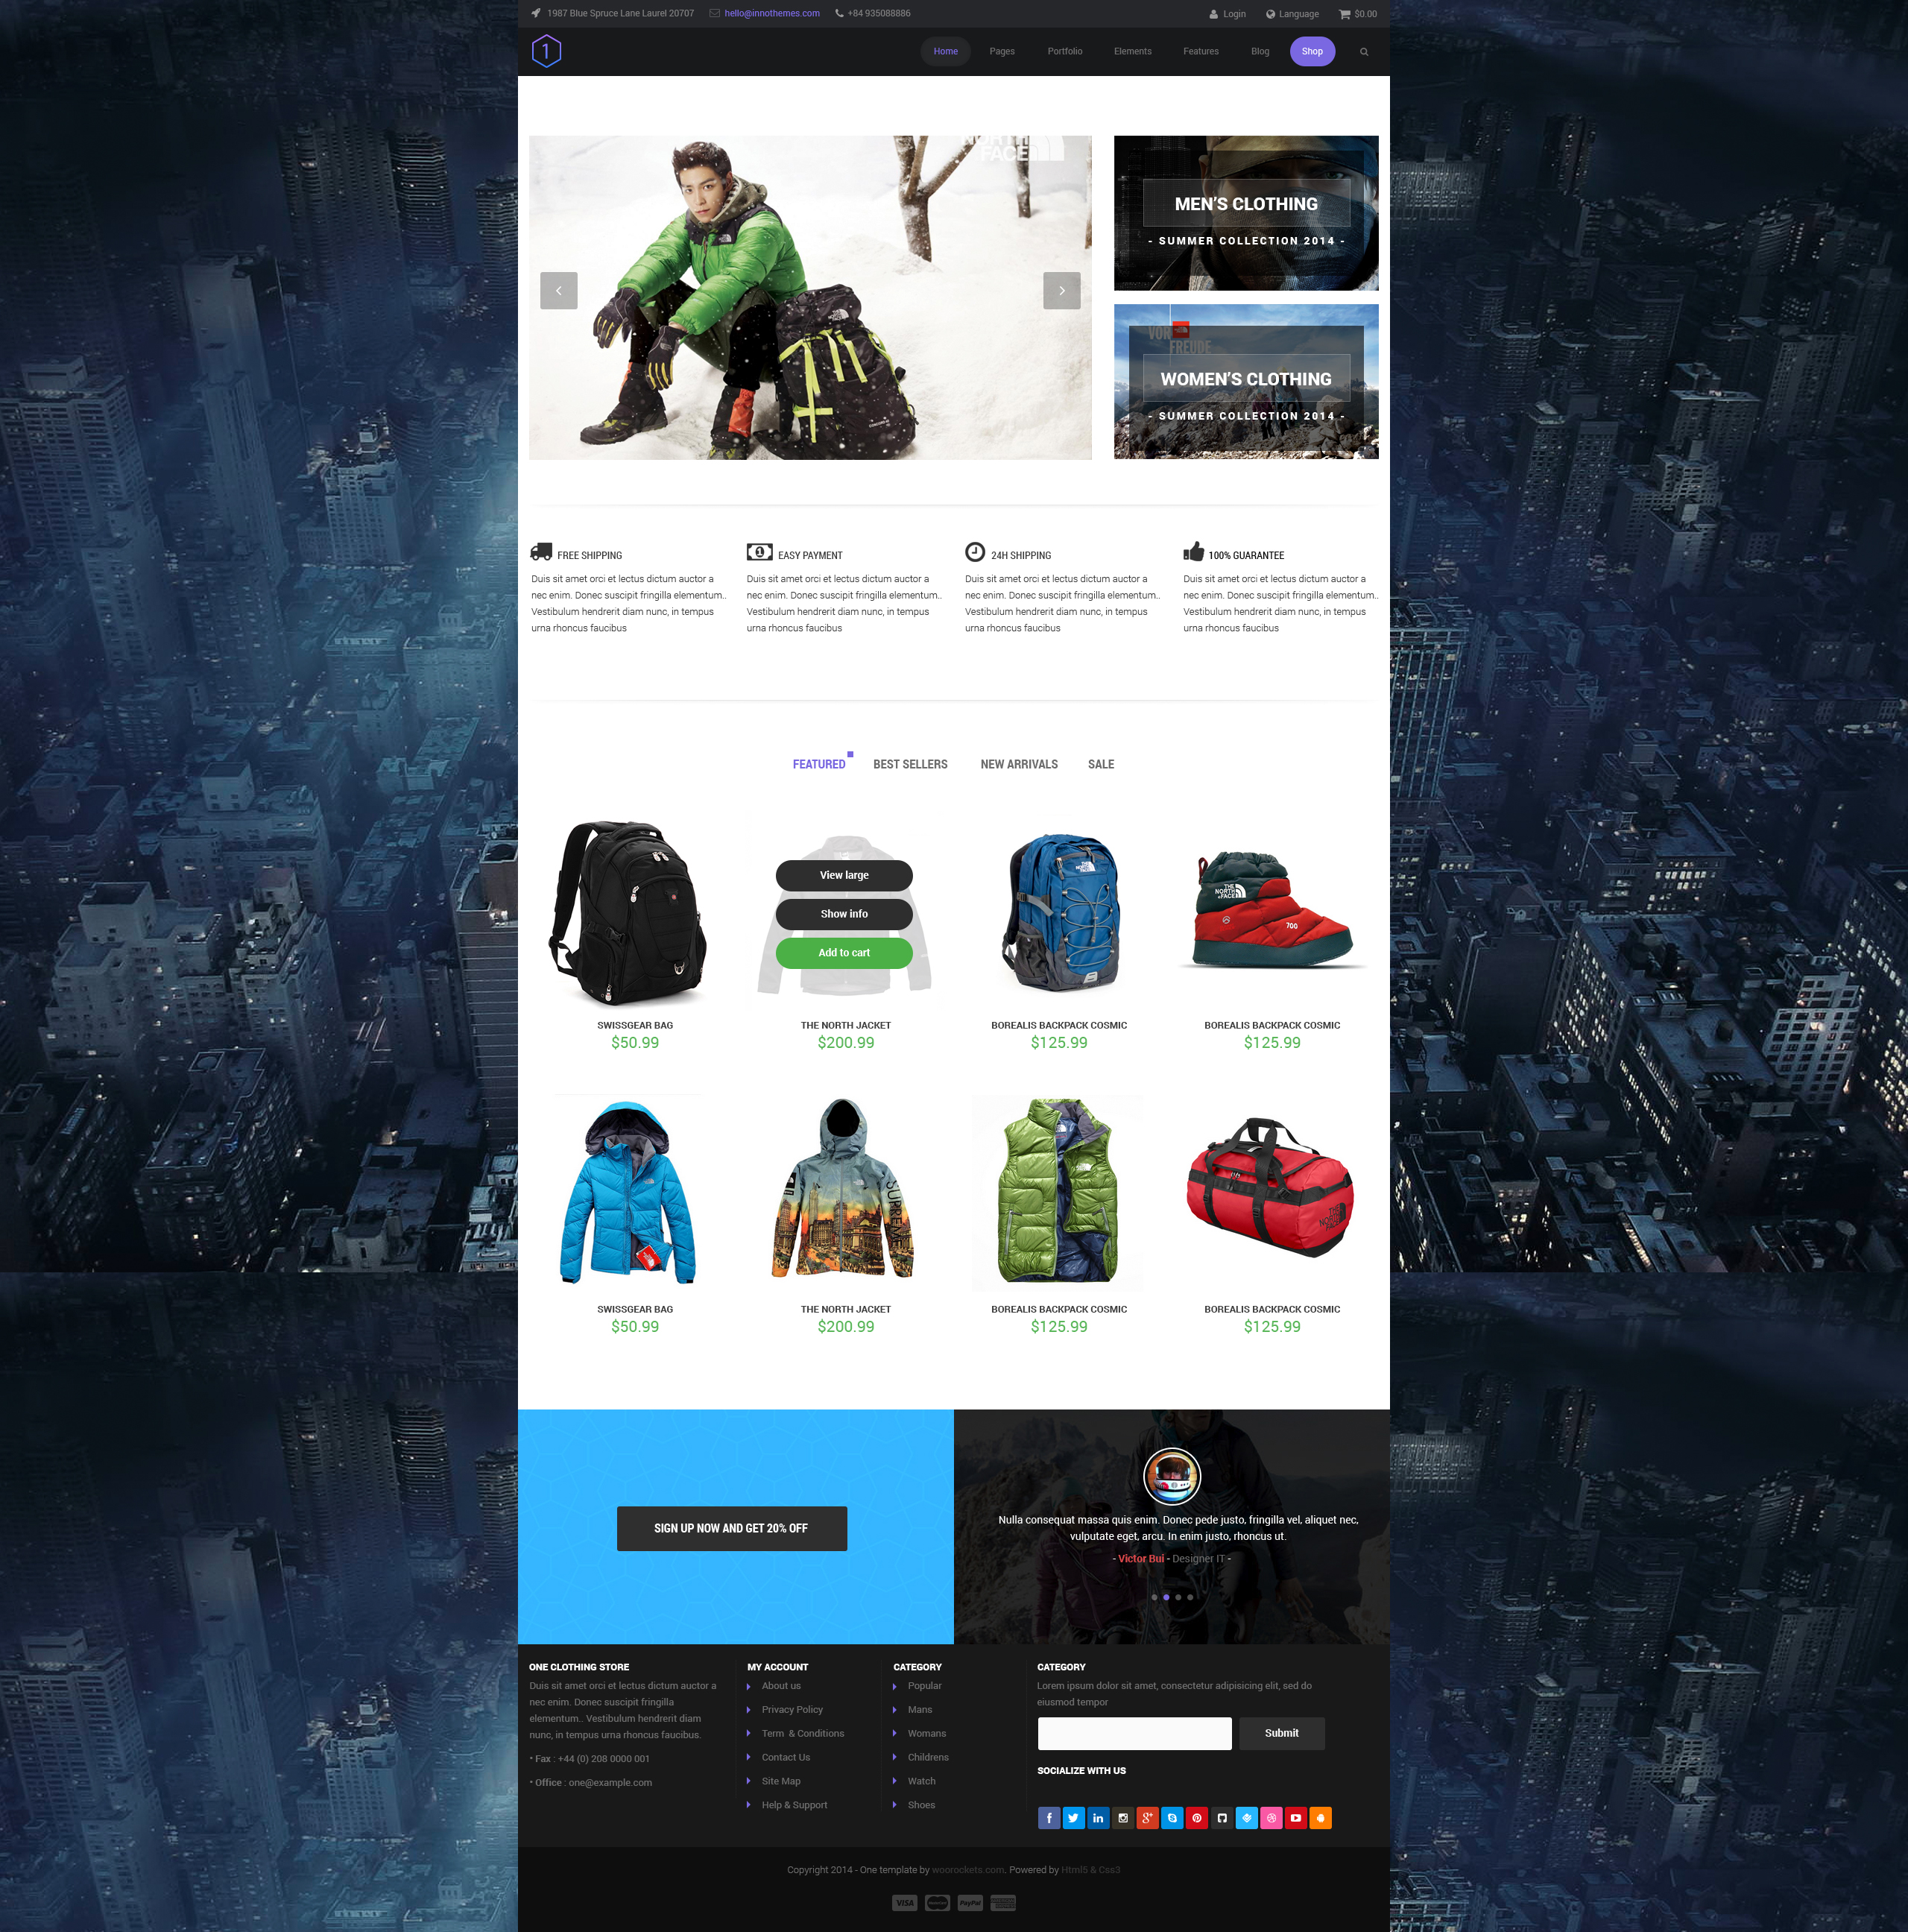 1987 Blue Spruce Lane Laurel 20707
hello@innothemes.com
+84 935088886
Login
Language
$0.00
1
Home
Pages
Portfolio
Elements
Features
Blog
Shop
NORTH
FACE
MEN'S CLOTHING
- SUMMER COLLECTION 2014 -
VOR
FREUDE
WOMEN'S CLOTHING
- SUMMER COLLECTION 2014 -
FREE SHIPPING
Duis sit amet orci et lectus dictum auctor a
nec enim. Donec suscipit fringilla elementum..
Vestibulum hendrerit diam nunc, in tempus
urna rhoncus faucibus
EASY PAYMENT
Duis sit amet orci et lectus dictum auctor a
nec enim. Donec suscipit fringilla elementum..
Vestibulum hendrerit diam nunc, in tempus
urna rhoncus faucibus
24H SHIPPING
Duis sit amet orci et lectus dictum auctor a
nec enim. Donec suscipit fringilla elementum..
Vestibulum hendrerit diam nunc, in tempus
urna rhoncus faucibus
100% GUARANTEE
Duis sit amet orci et lectus dictum auctor a
nec enim. Donec suscipit fringilla elementum..
Vestibulum hendrerit diam nunc, in tempus
urna rhoncus faucibus
FEATURED
BEST SELLERS
NEW ARRIVALS
SALE
View large
Show info
Add to cart
THE
NORTH
FACE
700
SWISSGEAR BAG
$50.99
THE NORTH JACKET
$200.99
BOREALIS BACKPACK COSMIC
$125.99
BOREALIS BACKPACK COSMIC
$125.99
SUPREME
THE
NORTH
FACE
SWISSGEAR BAG
$50.99
THE NORTH JACKET
$200.99
BOREALIS BACKPACK COSMIC
$125.99
BOREALIS BACKPACK COSMIC
$125.99
SIGN UP NOW AND GET 20% OFF
Nulla consequat massa quis enim. Donec pede justo, fringilla vel, aliquet nec,
vulputate eget, arcu. In enim justo, rhoncus ut.
- Victor Bui - Designer IT -
ONE CLOTHING STORE
Duis sit amet orci et lectus dictum auctor a
nec enim. Donec suscipit fringilla
elementum.. Vestibulum hendrerit diam
nunc, in tempus urna rhoncus faucibus.
• Fax : +44 (0) 208 0000 001
• Office : one@example.com
MY ACCOUNT
About us
Privacy Policy
Term & Conditions
Contact Us
Site Map
Help & Support
CATEGORY
Popular
Mans
Womans
Childrens
Watch
Shoes
CATEGORY
Lorem ipsum dolor sit amet, consectetur adipisicing elit, sed do
eiusmod tempor
Submit
SOCIALIZE WITH US
Copyright 2014 - One template by woorockets.com. Powered by Html5 & Css3
VISA
PayPal